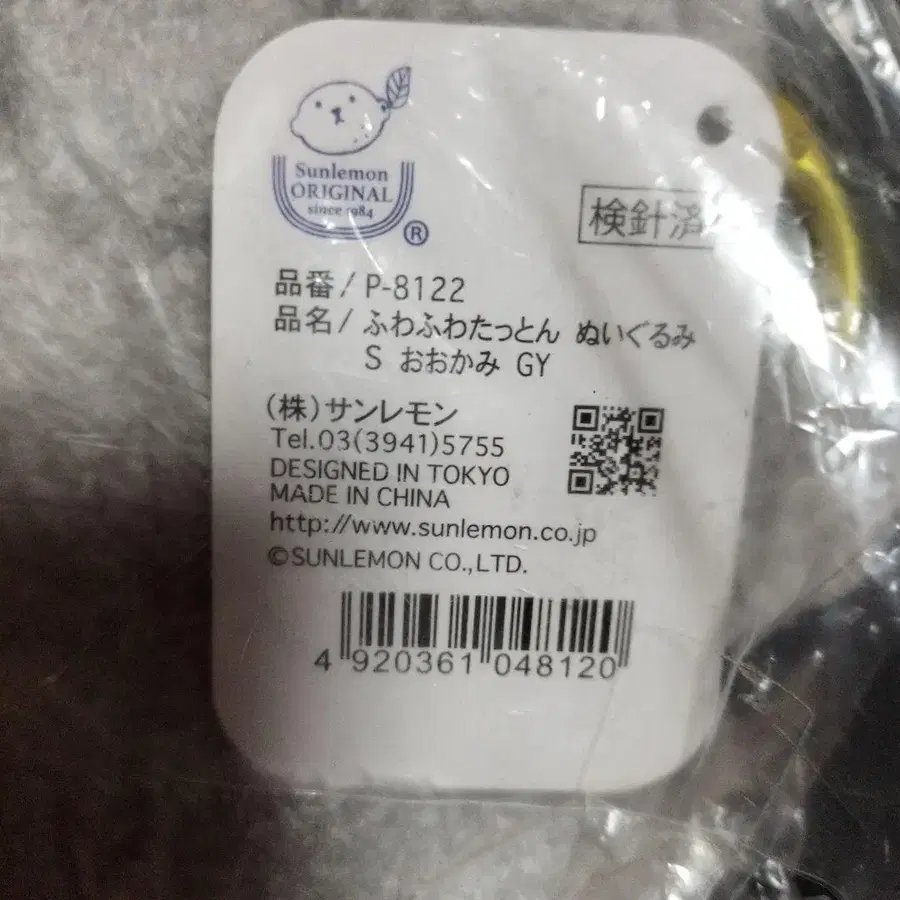 Sunlemon
ORIGINAL
since 1984
®
検針済
品番/ P-8122
品名/ ふわふわたっとん ぬいぐるみ
S おおかみ GY
(株)サンレモン
Tel.03(3941)5755
DESIGNED IN TOKYO
MADE IN CHINA
http://www.sunlemon.co.jp
©SUNLEMON CO.,LTD.
4 920361 048120